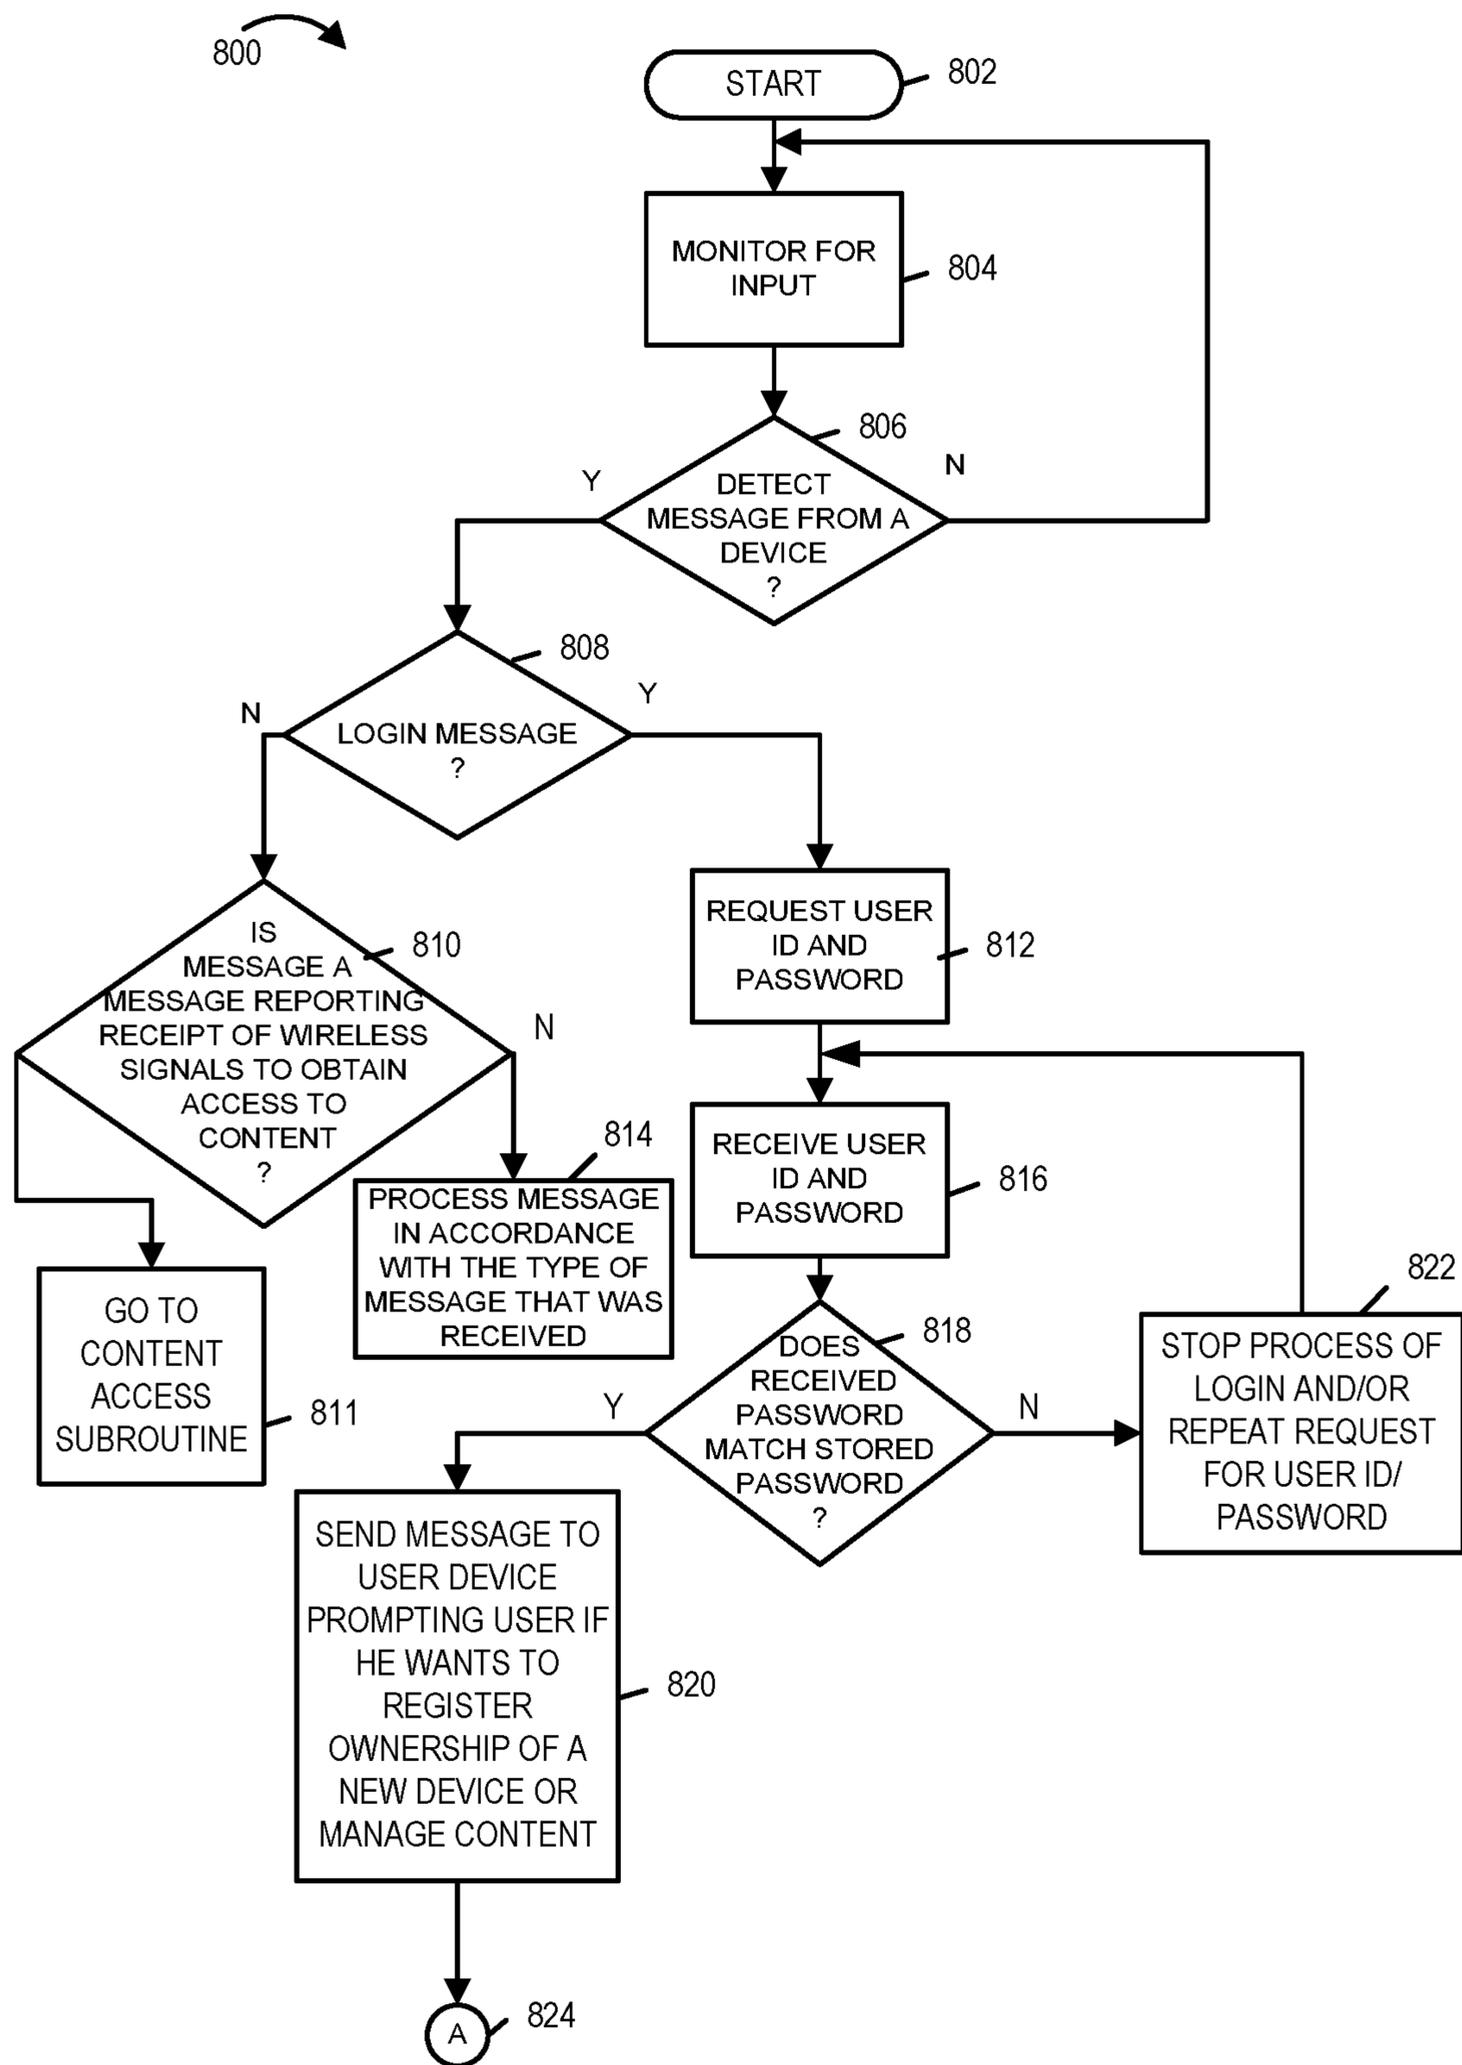 800
START
802
MONITOR FOR
INPUT
804
806
Y
N
DETECT
MESSAGE FROM A
DEVICE
?
808
N
Y
LOGIN MESSAGE
?
IS
MESSAGE A
MESSAGE REPORTING
RECEIPT OF WIRELESS
SIGNALS TO OBTAIN
ACCESS TO
CONTENT
?
810
N
REQUEST USER
ID AND
PASSWORD
812
814
PROCESS MESSAGE
IN ACCORDANCE
WITH THE TYPE OF
MESSAGE THAT WAS
RECEIVED
RECEIVE USER
ID AND
PASSWORD
816
GO TO
CONTENT
ACCESS
SUBROUTINE
811
818
DOES
RECEIVED
PASSWORD
MATCH STORED
PASSWORD
?
Y
N
822
STOP PROCESS OF
LOGIN AND/OR
REPEAT REQUEST
FOR USER ID/
PASSWORD
SEND MESSAGE TO
USER DEVICE
PROMPTING USER IF
HE WANTS TO
REGISTER
OWNERSHIP OF A
NEW DEVICE OR
MANAGE CONTENT
820
A
824